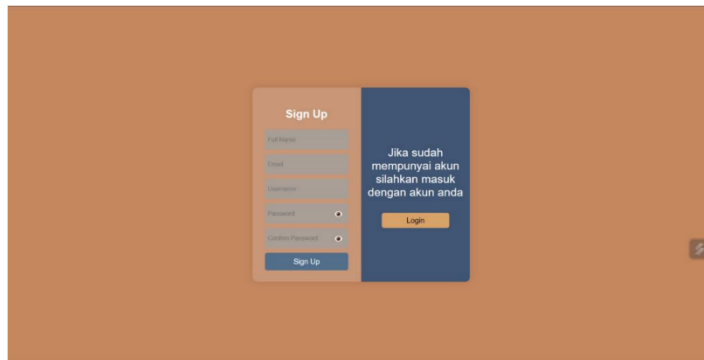 Sign Up
Full Name
Email
Username
Password
Confirm Password
Sign Up
Jika sudah
mempunyai akun
silahkan masuk
dengan akun anda
Login